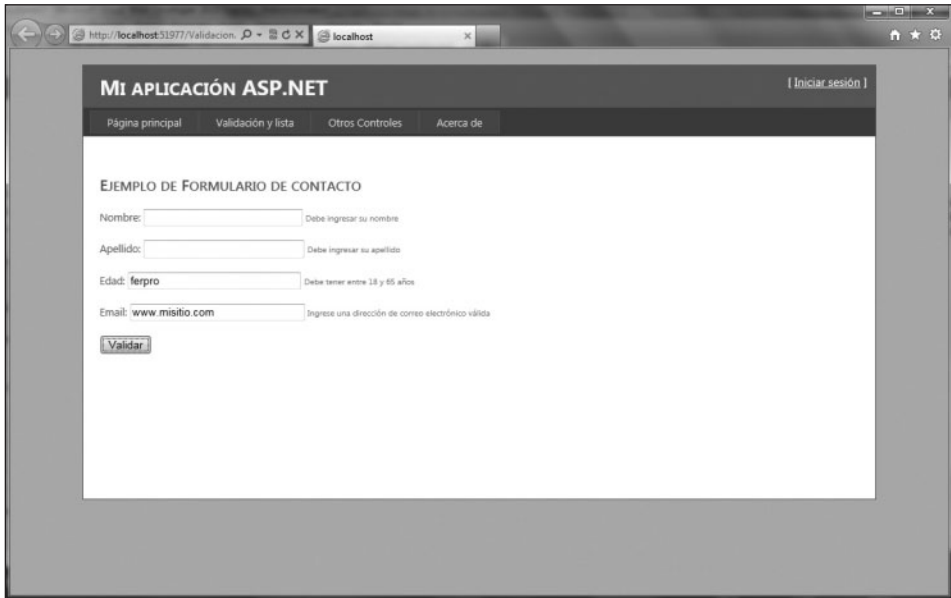 http://localhost:51977/Validacion.
localhost
MI APLICACIÓN ASP.NET
[ Iniciar sesión ]
Página principal Validación y lista Otros Controles Acerca de
EJEMPLO DE FORMULARIO DE CONTACTO
Nombre: Debe ingresar su nombre
Apellido: Debe ingresar su apellido
Edad: ferpro Debe tener entre 18 y 65 años
Email: www.misitio.com Ingrese una dirección de correo electrónico válida
Validar